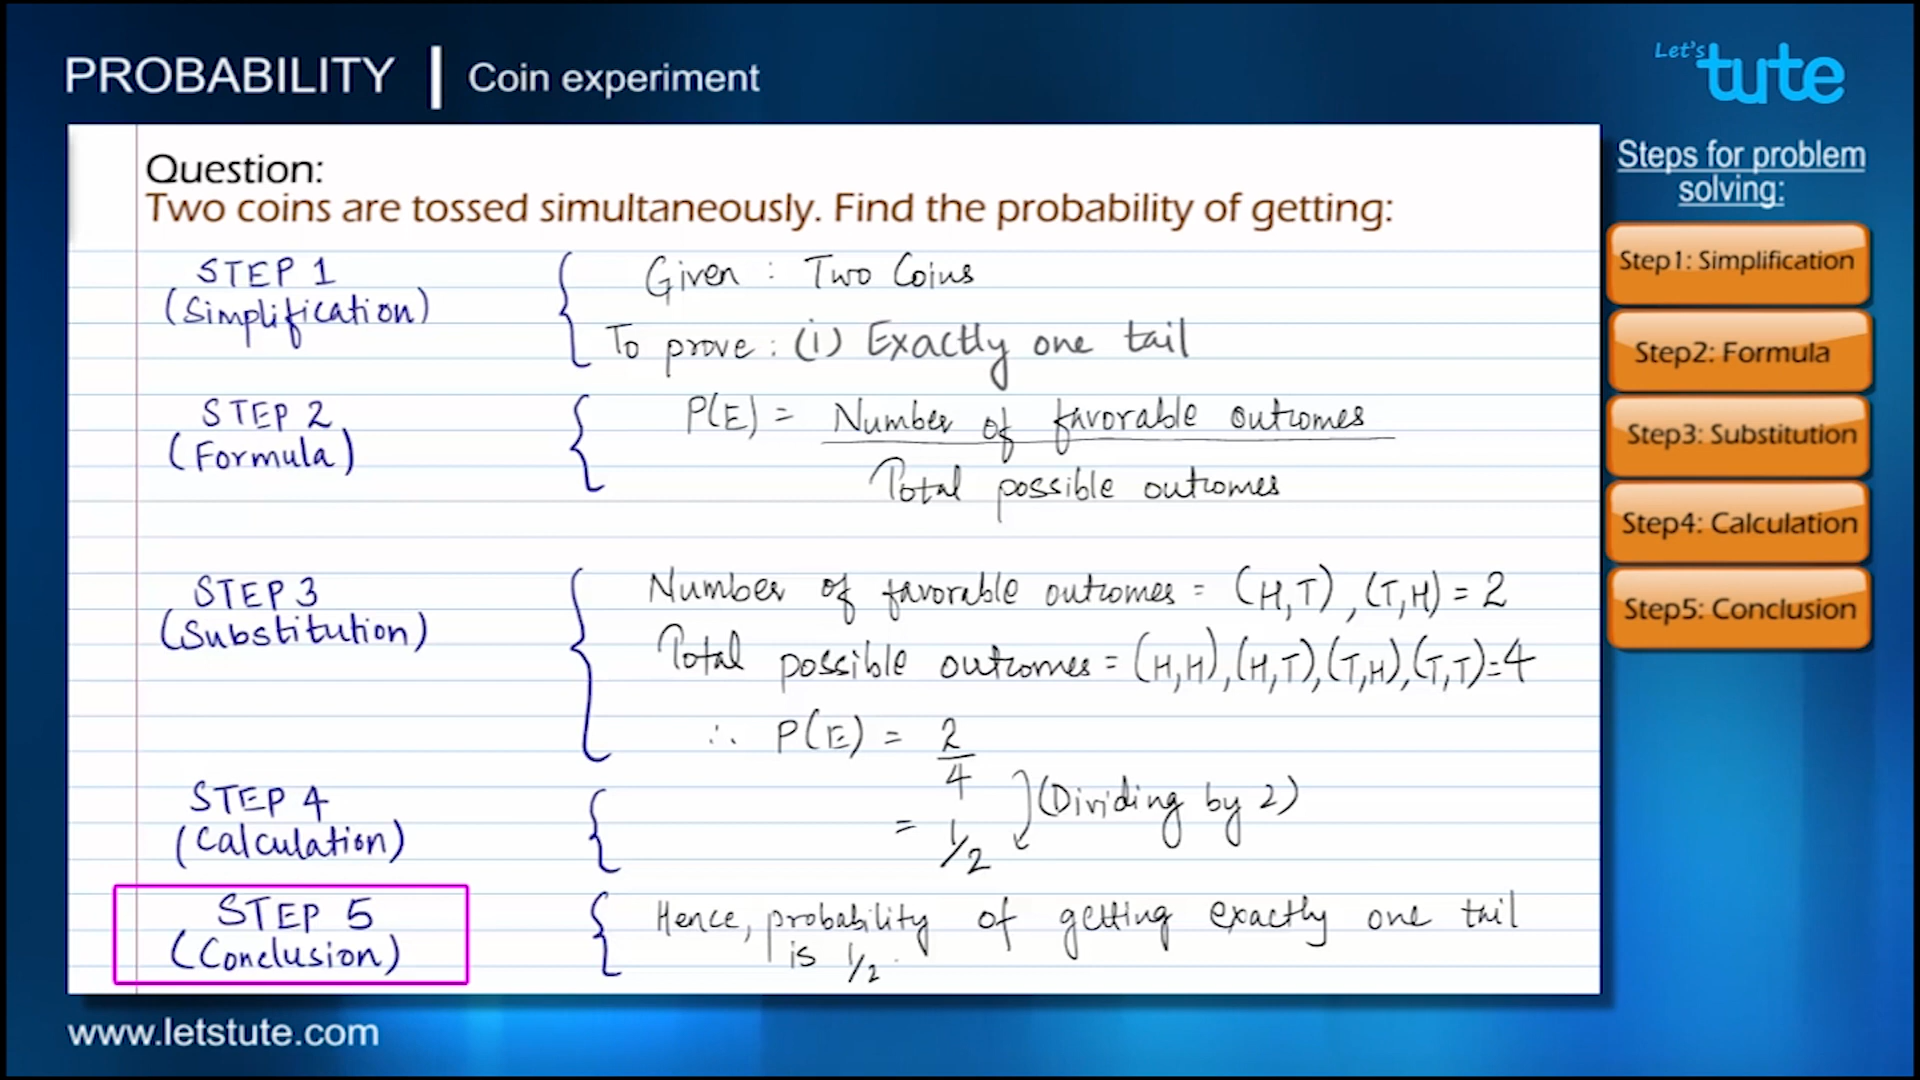 PROBABILITY | Coin experiment
Let's tute
Question:
Two coins are tossed simultaneously. Find the probability of getting:
STEP 1
(Simplification)
Given : Two Coins
To prove : (i) Exactly one tail
STEP 2
(Formula)
P(E) = Number of favorable outcomes
Total possible outcomes
STEP 3
(Substitution)
Number of favorable outcomes = (H,T), (T,H) = 2
Total possible outcomes = (H,H),(H,T),(T,H),(T,T)=4
∴ P(E) = 2/4
STEP 4
(Calculation)
= 1/2 (Dividing by 2)
STEP 5
(Conclusion)
Hence, probability of getting exactly one tail
is 1/2.
Steps for problem
solving:
Step1: Simplification
Step2: Formula
Step3: Substitution
Step4: Calculation
Step5: Conclusion
www.letstute.com